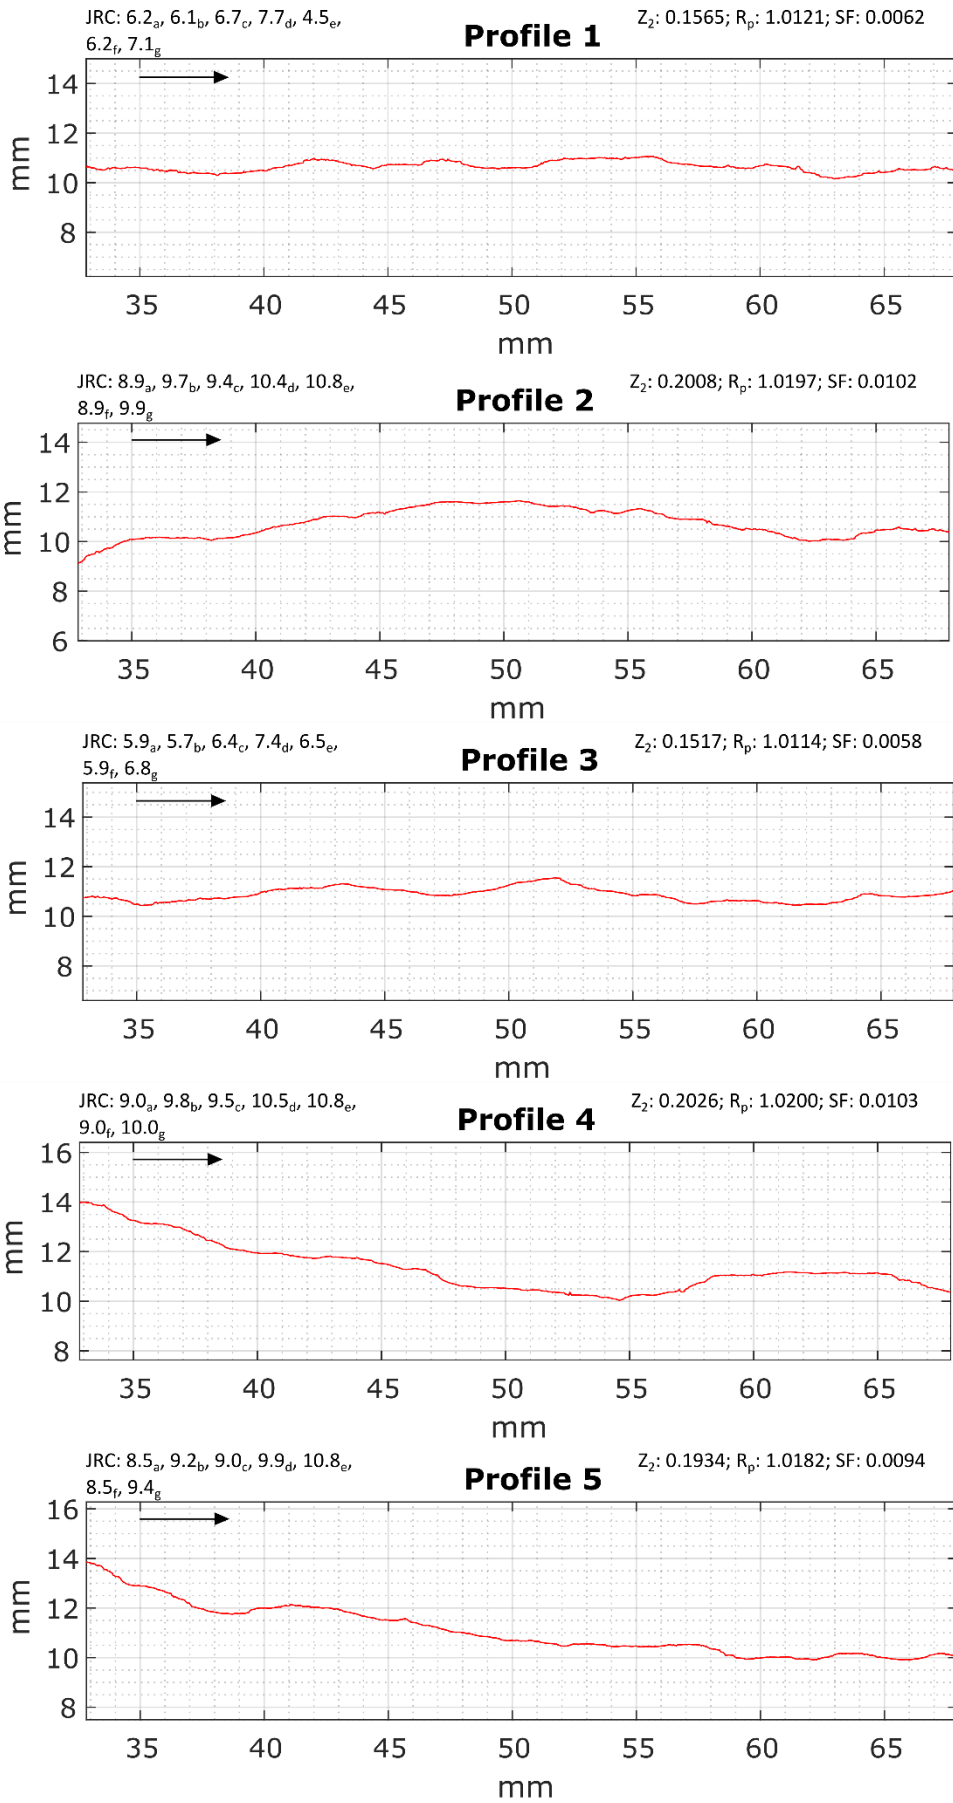 JRC: 6.2a, 6.1b, 6.7c, 7.7d, 4.5e,
6.2f, 7.1g
Profile 1
Z2: 0.1565; Rp: 1.0121; SF: 0.0062
14
12
10
8
mm
35 40 45 50 55 60 65
mm
JRC: 8.9a, 9.7b, 9.4c, 10.4d, 10.8e,
8.9f, 9.9g
Profile 2
Z2: 0.2008; Rp: 1.0197; SF: 0.0102
14
12
10
8
6
mm
35 40 45 50 55 60 65
mm
JRC: 5.9a, 5.7b, 6.4c, 7.4d, 6.5e,
5.9f, 6.8g
Profile 3
Z2: 0.1517; Rp: 1.0114; SF: 0.0058
14
12
10
8
mm
35 40 45 50 55 60 65
mm
JRC: 9.0a, 9.8b, 9.5c, 10.5d, 10.8e,
9.0f, 10.0g
Profile 4
Z2: 0.2026; Rp: 1.0200; SF: 0.0103
16
14
12
10
8
mm
35 40 45 50 55 60 65
mm
JRC: 8.5a, 9.2b, 9.0c, 9.9d, 10.8e,
8.5f, 9.4g
Profile 5
Z2: 0.1934; Rp: 1.0182; SF: 0.0094
16
14
12
10
8
mm
35 40 45 50 55 60 65
mm